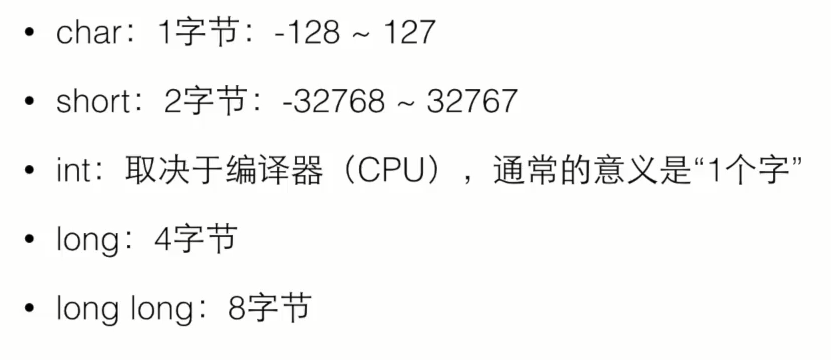 • char：1字节：-128 ~ 127
• short：2字节：-32768 ~ 32767
• int：取决于编译器（CPU），通常的意义是“1个字”
• long：4字节
• long long：8字节